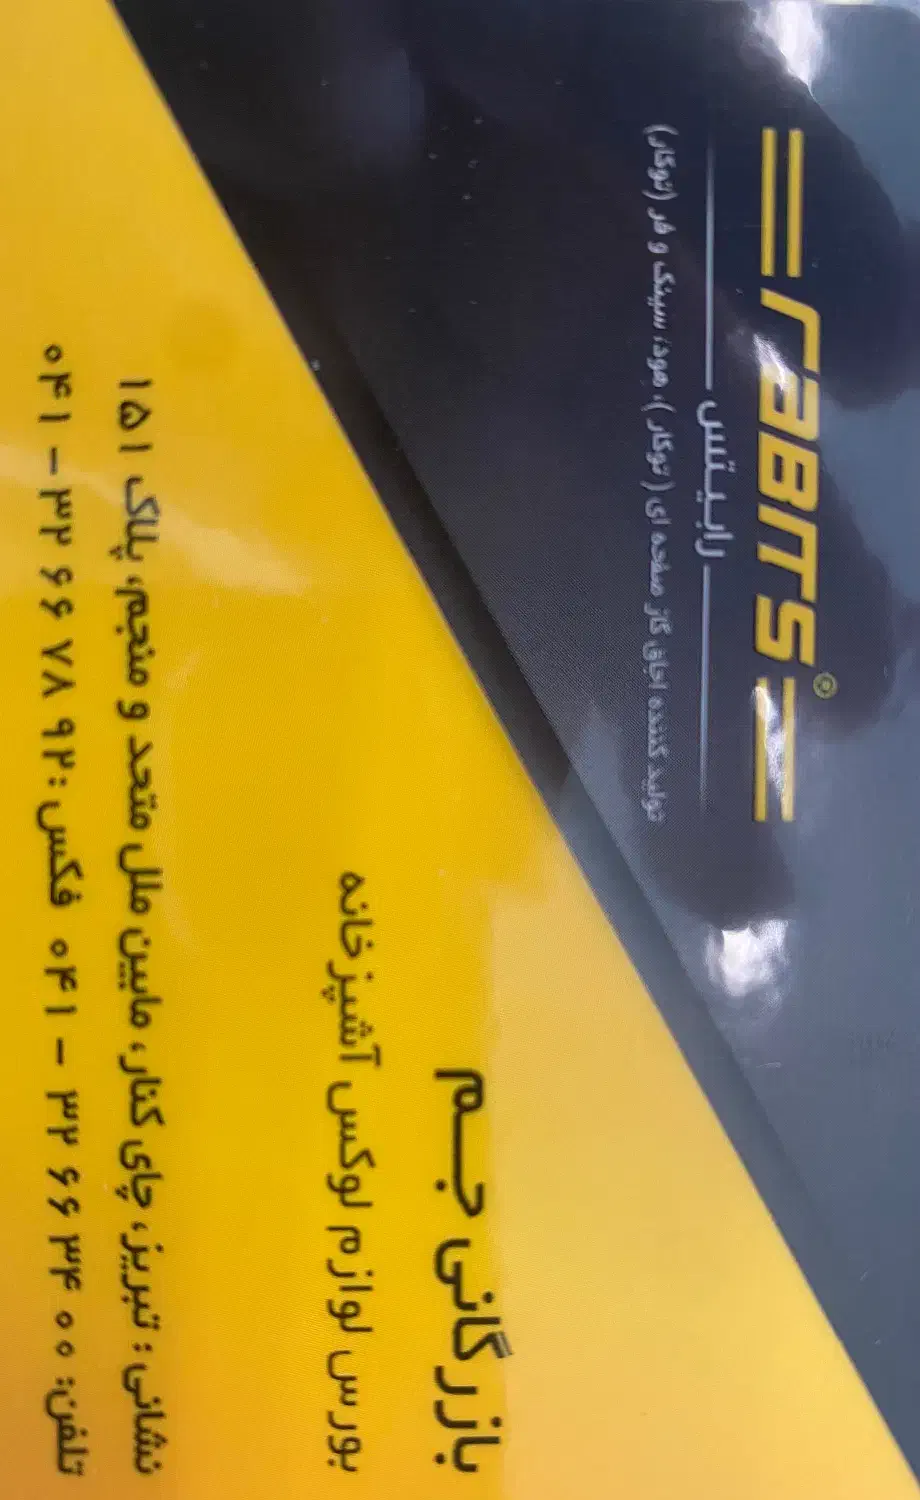 rabits®
رابیتس
تولید کننده اجاق گاز صفحه ای (توکار)، هود، سینک و فر (توکار)
بازرگانی جم
بورس لوازم لوکس آشپزخانه
نشانی: تبریز، چای کنار، مابین ملل متحد و منجم، پلاک ۱۵۱
تلفن: ۰۴۱ - ۳۲ ۶۶ ۳۴ ۰۰ فکس: ۰۴۱ - ۳۲ ۶۶ ۷۸ ۹۲